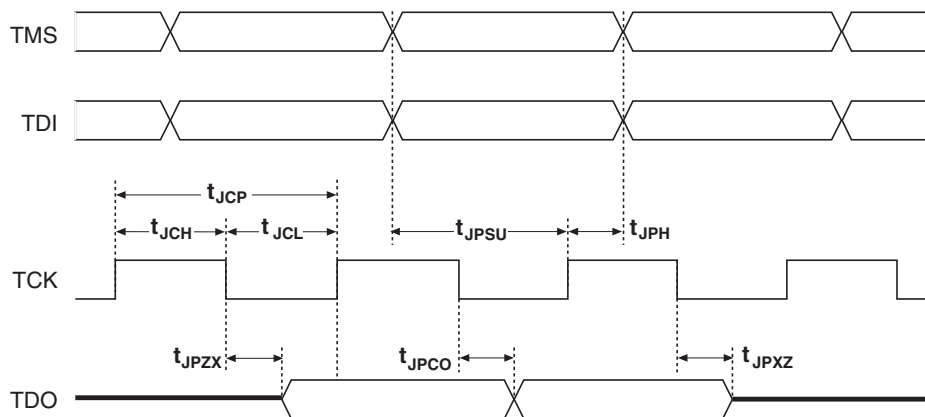 TMS
TDI
tJCP
tJCH
tJCL
tJPSU
tJPH
TCK
tJPZX
tJPCO
tJPXZ
TDO